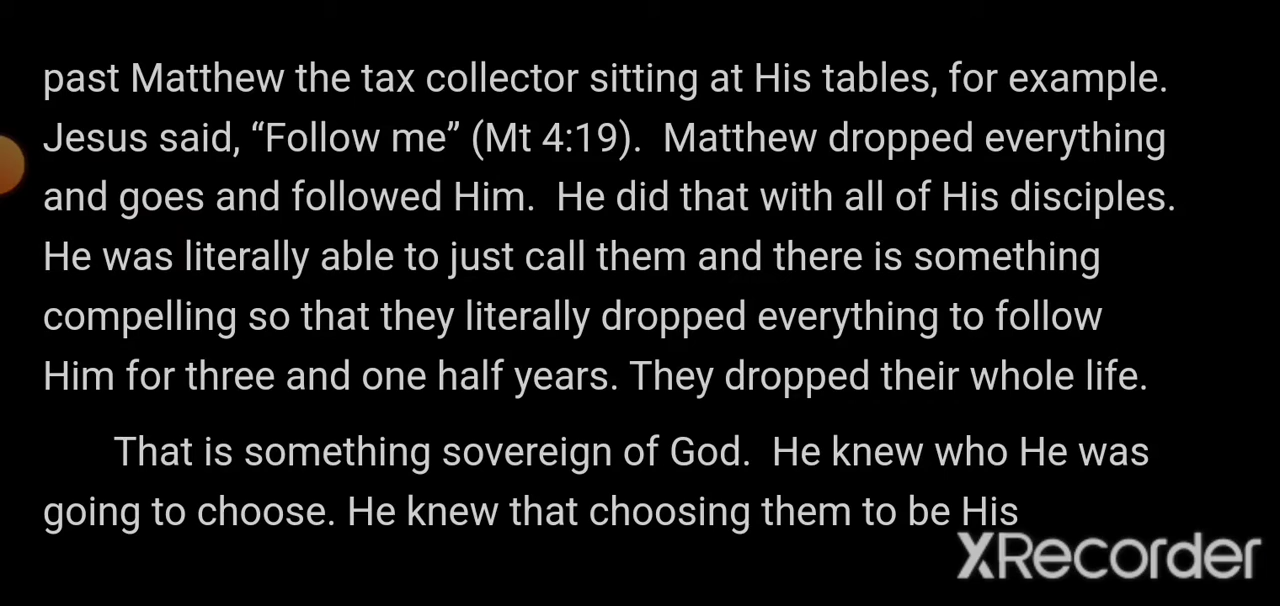 past Matthew the tax collector sitting at His tables, for example.
Jesus said, “Follow me” (Mt 4:19).  Matthew dropped everything
and goes and followed Him.  He did that with all of His disciples.
He was literally able to just call them and there is something
compelling so that they literally dropped everything to follow
Him for three and one half years. They dropped their whole life.
That is something sovereign of God.  He knew who He was
going to choose. He knew that choosing them to be His
XRecorder